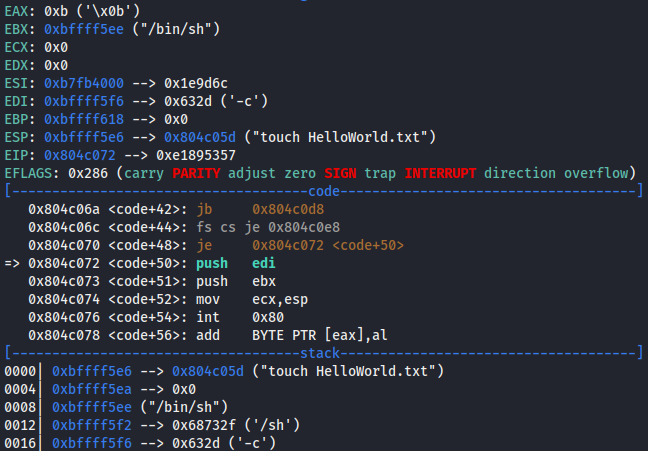 EAX: 0xb ('\x0b')
EBX: 0xbffff5ee ("/bin/sh")
ECX: 0x0
EDX: 0x0
ESI: 0xb7fb4000 --> 0x1e9d6c
EDI: 0xbffff5f6 --> 0x632d ('-c')
EBP: 0xbffff618 --> 0x0
ESP: 0xbffff5e6 --> 0x804c05d ("touch HelloWorld.txt")
EIP: 0x804c072 --> 0xe1895357
EFLAGS: 0x286 (carry PARITY adjust zero SIGN trap INTERRUPT direction overflow)
[-------------------------------------code-------------------------------------]
   0x804c06a <code+42>: jb     0x804c0d8
   0x804c06c <code+44>: fs cs je 0x804c0e8
   0x804c070 <code+48>: je     0x804c072 <code+50>
=> 0x804c072 <code+50>: push   edi
   0x804c073 <code+51>: push   ebx
   0x804c074 <code+52>: mov    ecx,esp
   0x804c076 <code+54>: int    0x80
   0x804c078 <code+56>: add    BYTE PTR [eax],al
[------------------------------------stack-------------------------------------]
0000| 0xbffff5e6 --> 0x804c05d ("touch HelloWorld.txt")
0004| 0xbffff5ea --> 0x0
0008| 0xbffff5ee ("/bin/sh")
0012| 0xbffff5f2 --> 0x68732f ('/sh')
0016| 0xbffff5f6 --> 0x632d ('-c')